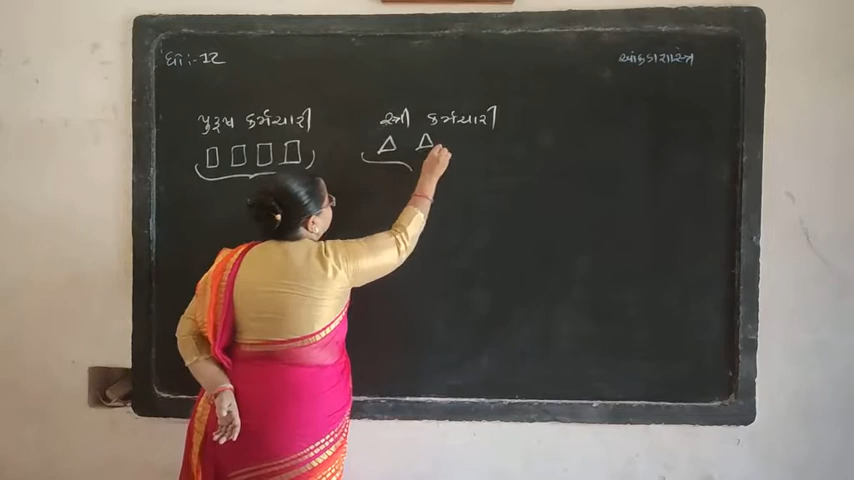 ધો :- 12
આંકડાશાસ્ત્ર
પુરૂષ કર્મચારી
સ્ત્રી કર્મચારી